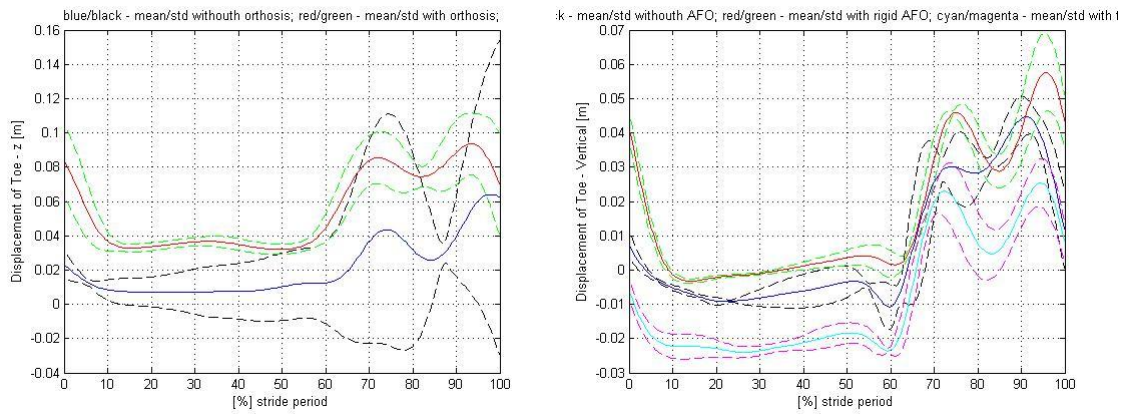 blue/black - mean/std withouth orthosis; red/green - mean/std with orthosis;
0.16
0.14
0.12
0.1
0.08
0.06
0.04
0.02
0
-0.02
-0.04
Displacement of Toe - z [m]
0 10 20 30 40 50 60 70 80 90 100
[%] stride period
:k - mean/std withouth AFO; red/green - mean/std with rigid AFO; cyan/magenta - mean/std with t
0.07
0.06
0.05
0.04
0.03
0.02
0.01
0
-0.01
-0.02
-0.03
Displacement of Toe - Vertical [m]
0 10 20 30 40 50 60 70 80 90 100
[%] stride period